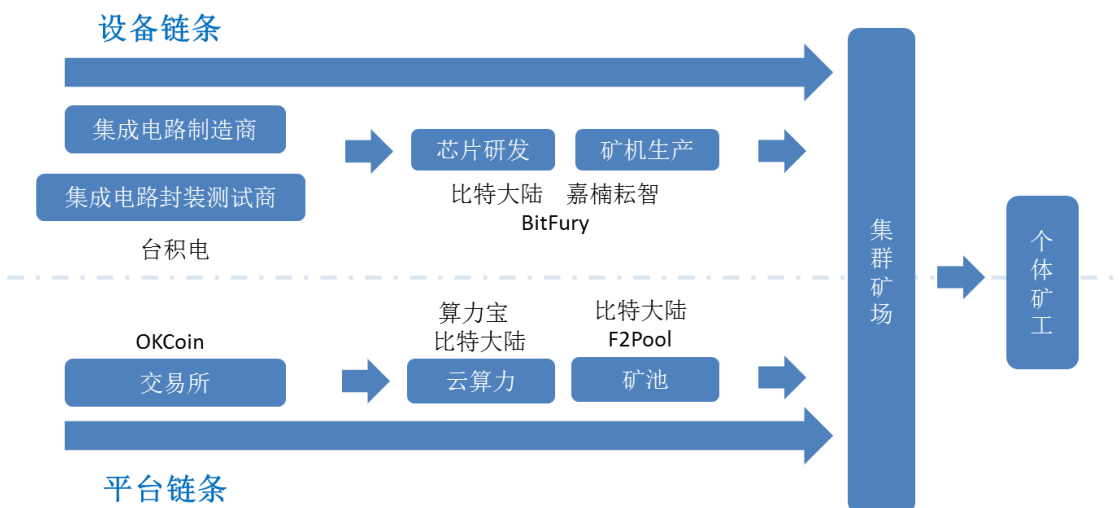 设备链条
集成电路制造商
集成电路封装测试商
台积电
芯片研发
矿机生产
比特大陆 嘉楠耘智
BitFury
OKCoin
交易所
算力宝
比特大陆
云算力
比特大陆
F2Pool
矿池
平台链条
集群矿场
个体矿工